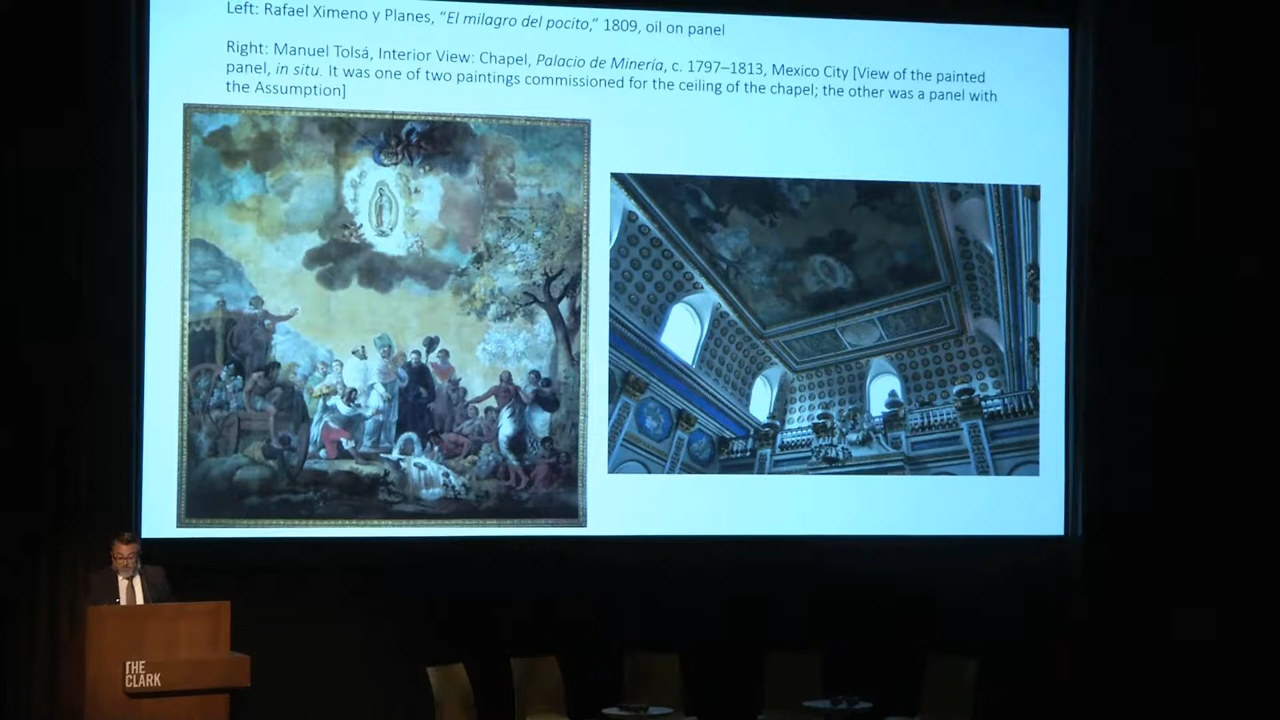 Left: Rafael Ximeno y Planes, “El milagro del pocito,” 1809, oil on panel
Right: Manuel Tolsá, Interior View: Chapel, Palacio de Minería, c. 1797–1813, Mexico City [View of the painted
panel, in situ. It was one of two paintings commissioned for the ceiling of the chapel; the other was a panel with
the Assumption]
THE
CLARK